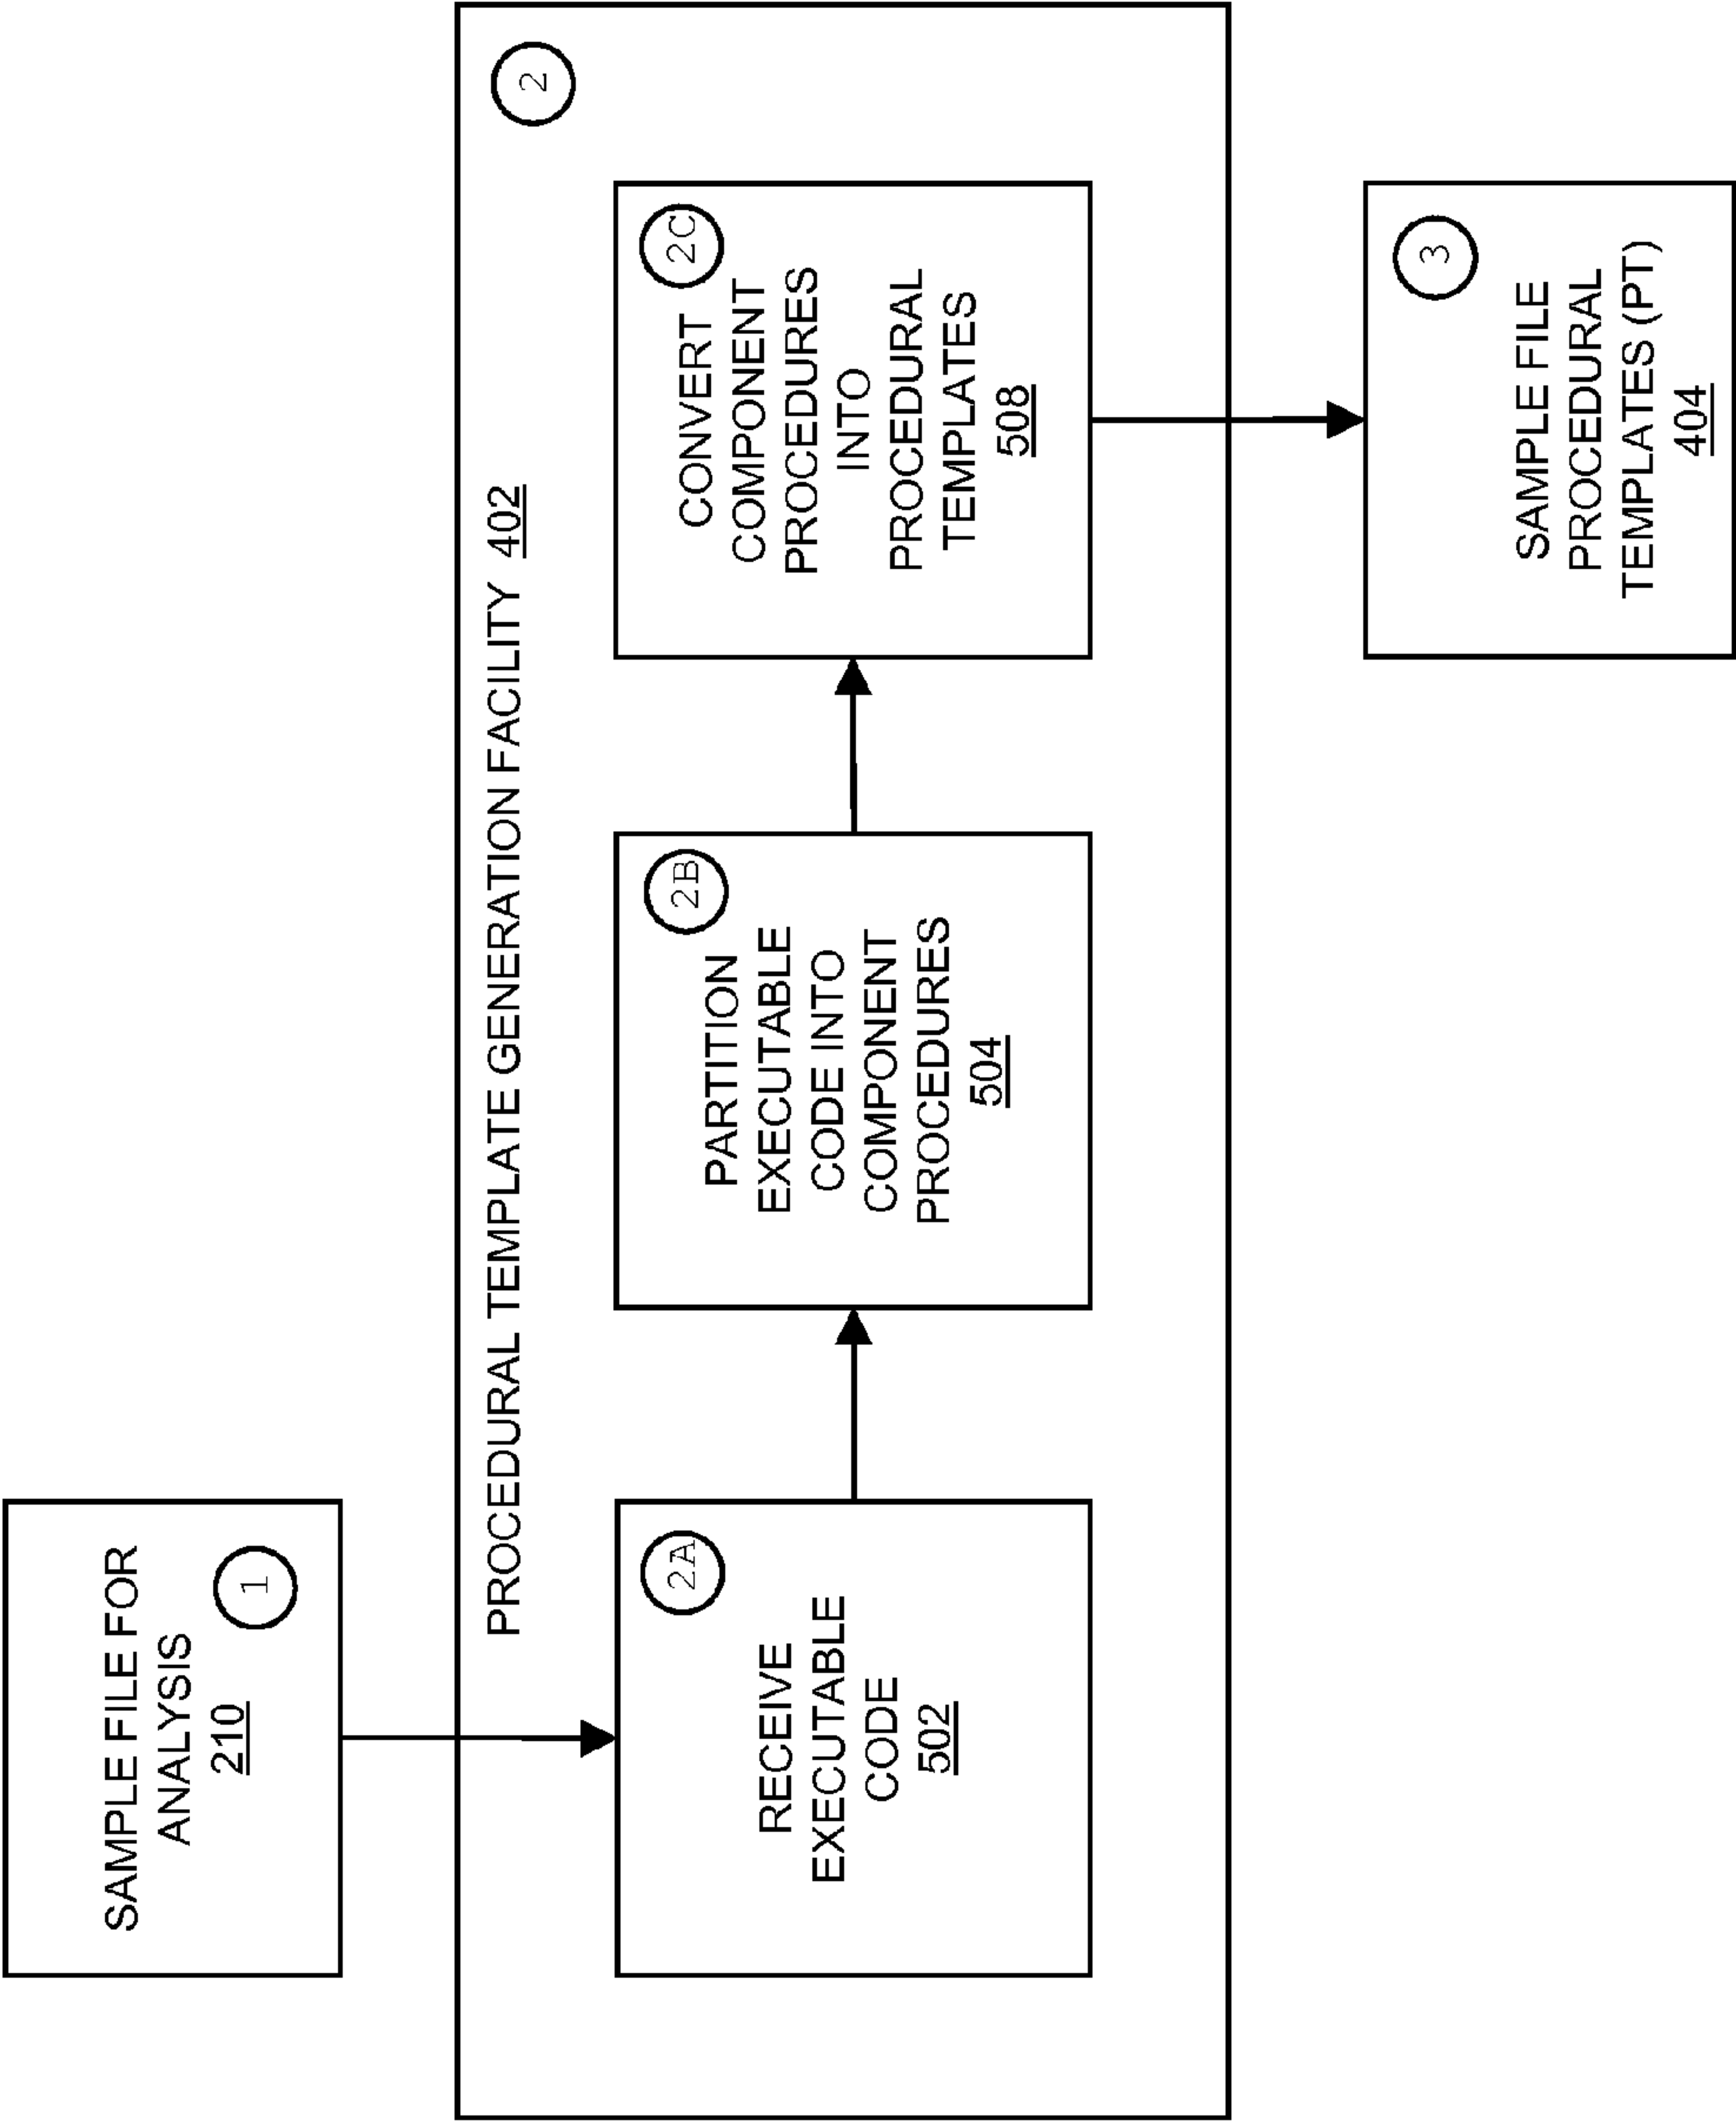 SAMPLE FILE FOR
ANALYSIS
210
1
PROCEDURAL TEMPLATE GENERATION FACILITY 402
2
2A
RECEIVE
EXECUTABLE
CODE
502
2B
PARTITION
EXECUTABLE
CODE INTO
COMPONENT
PROCEDURES
504
2C
CONVERT
COMPONENT
PROCEDURES
INTO
PROCEDURAL
TEMPLATES
508
3
SAMPLE FILE
PROCEDURAL
TEMPLATES (PT)
404